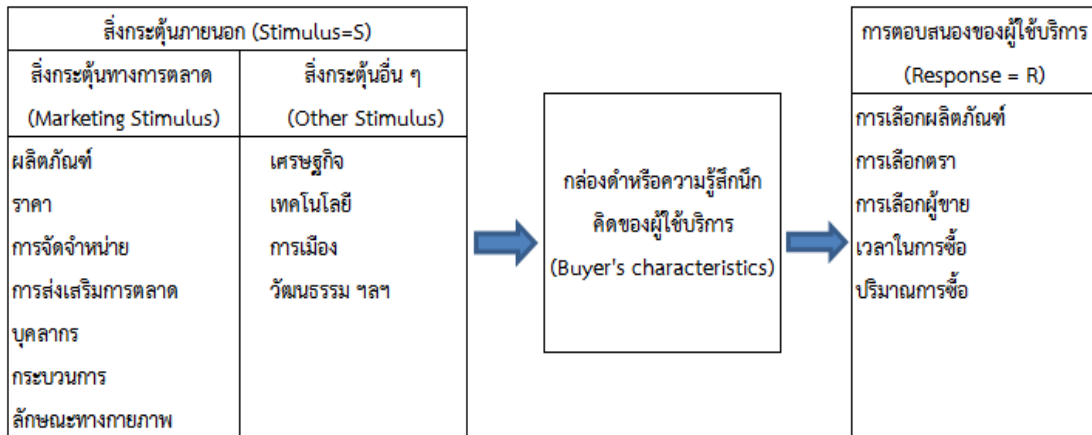 สิ่งกระตุ้นภายนอก (Stimulus=S)
สิ่งกระตุ้นทางการตลาด
(Marketing Stimulus)
ผลิตภัณฑ์
ราคา
การจัดจำหน่าย
การส่งเสริมการตลาด
บุคลากร
กระบวนการ
ลักษณะทางกายภาพ
สิ่งกระตุ้นอื่น ๆ
(Other Stimulus)
เศรษฐกิจ
เทคโนโลยี
การเมือง
วัฒนธรรม ฯลฯ
กล่องดำหรือความรู้สึกนึก
คิดของผู้ใช้บริการ
(Buyer's characteristics)
การตอบสนองของผู้ใช้บริการ
(Response = R)
การเลือกผลิตภัณฑ์
การเลือกตรา
การเลือกผู้ขาย
เวลาในการซื้อ
ปริมาณการซื้อ